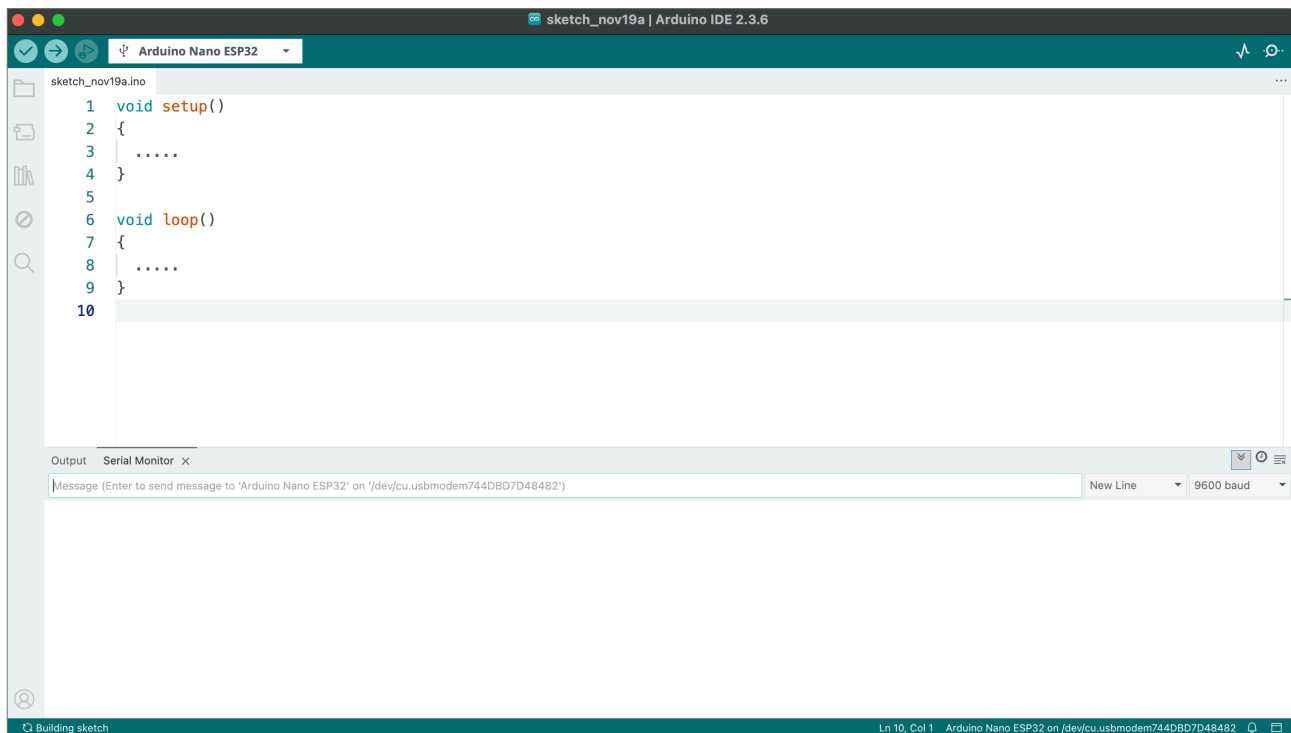 sketch_nov19a | Arduino IDE 2.3.6
Arduino Nano ESP32
sketch_nov19a.ino
1 void setup()
2 {
3 .....
4 }
5
6 void loop()
7 {
8 .....
9 }
10
Output Serial Monitor
Message (Enter to send message to 'Arduino Nano ESP32' on '/dev/cu.usbmodem744DBD7D48482') New Line 9600 baud
Building sketch Ln 10, Col 1 Arduino Nano ESP32 on /dev/cu.usbmodem744DBD7D48482